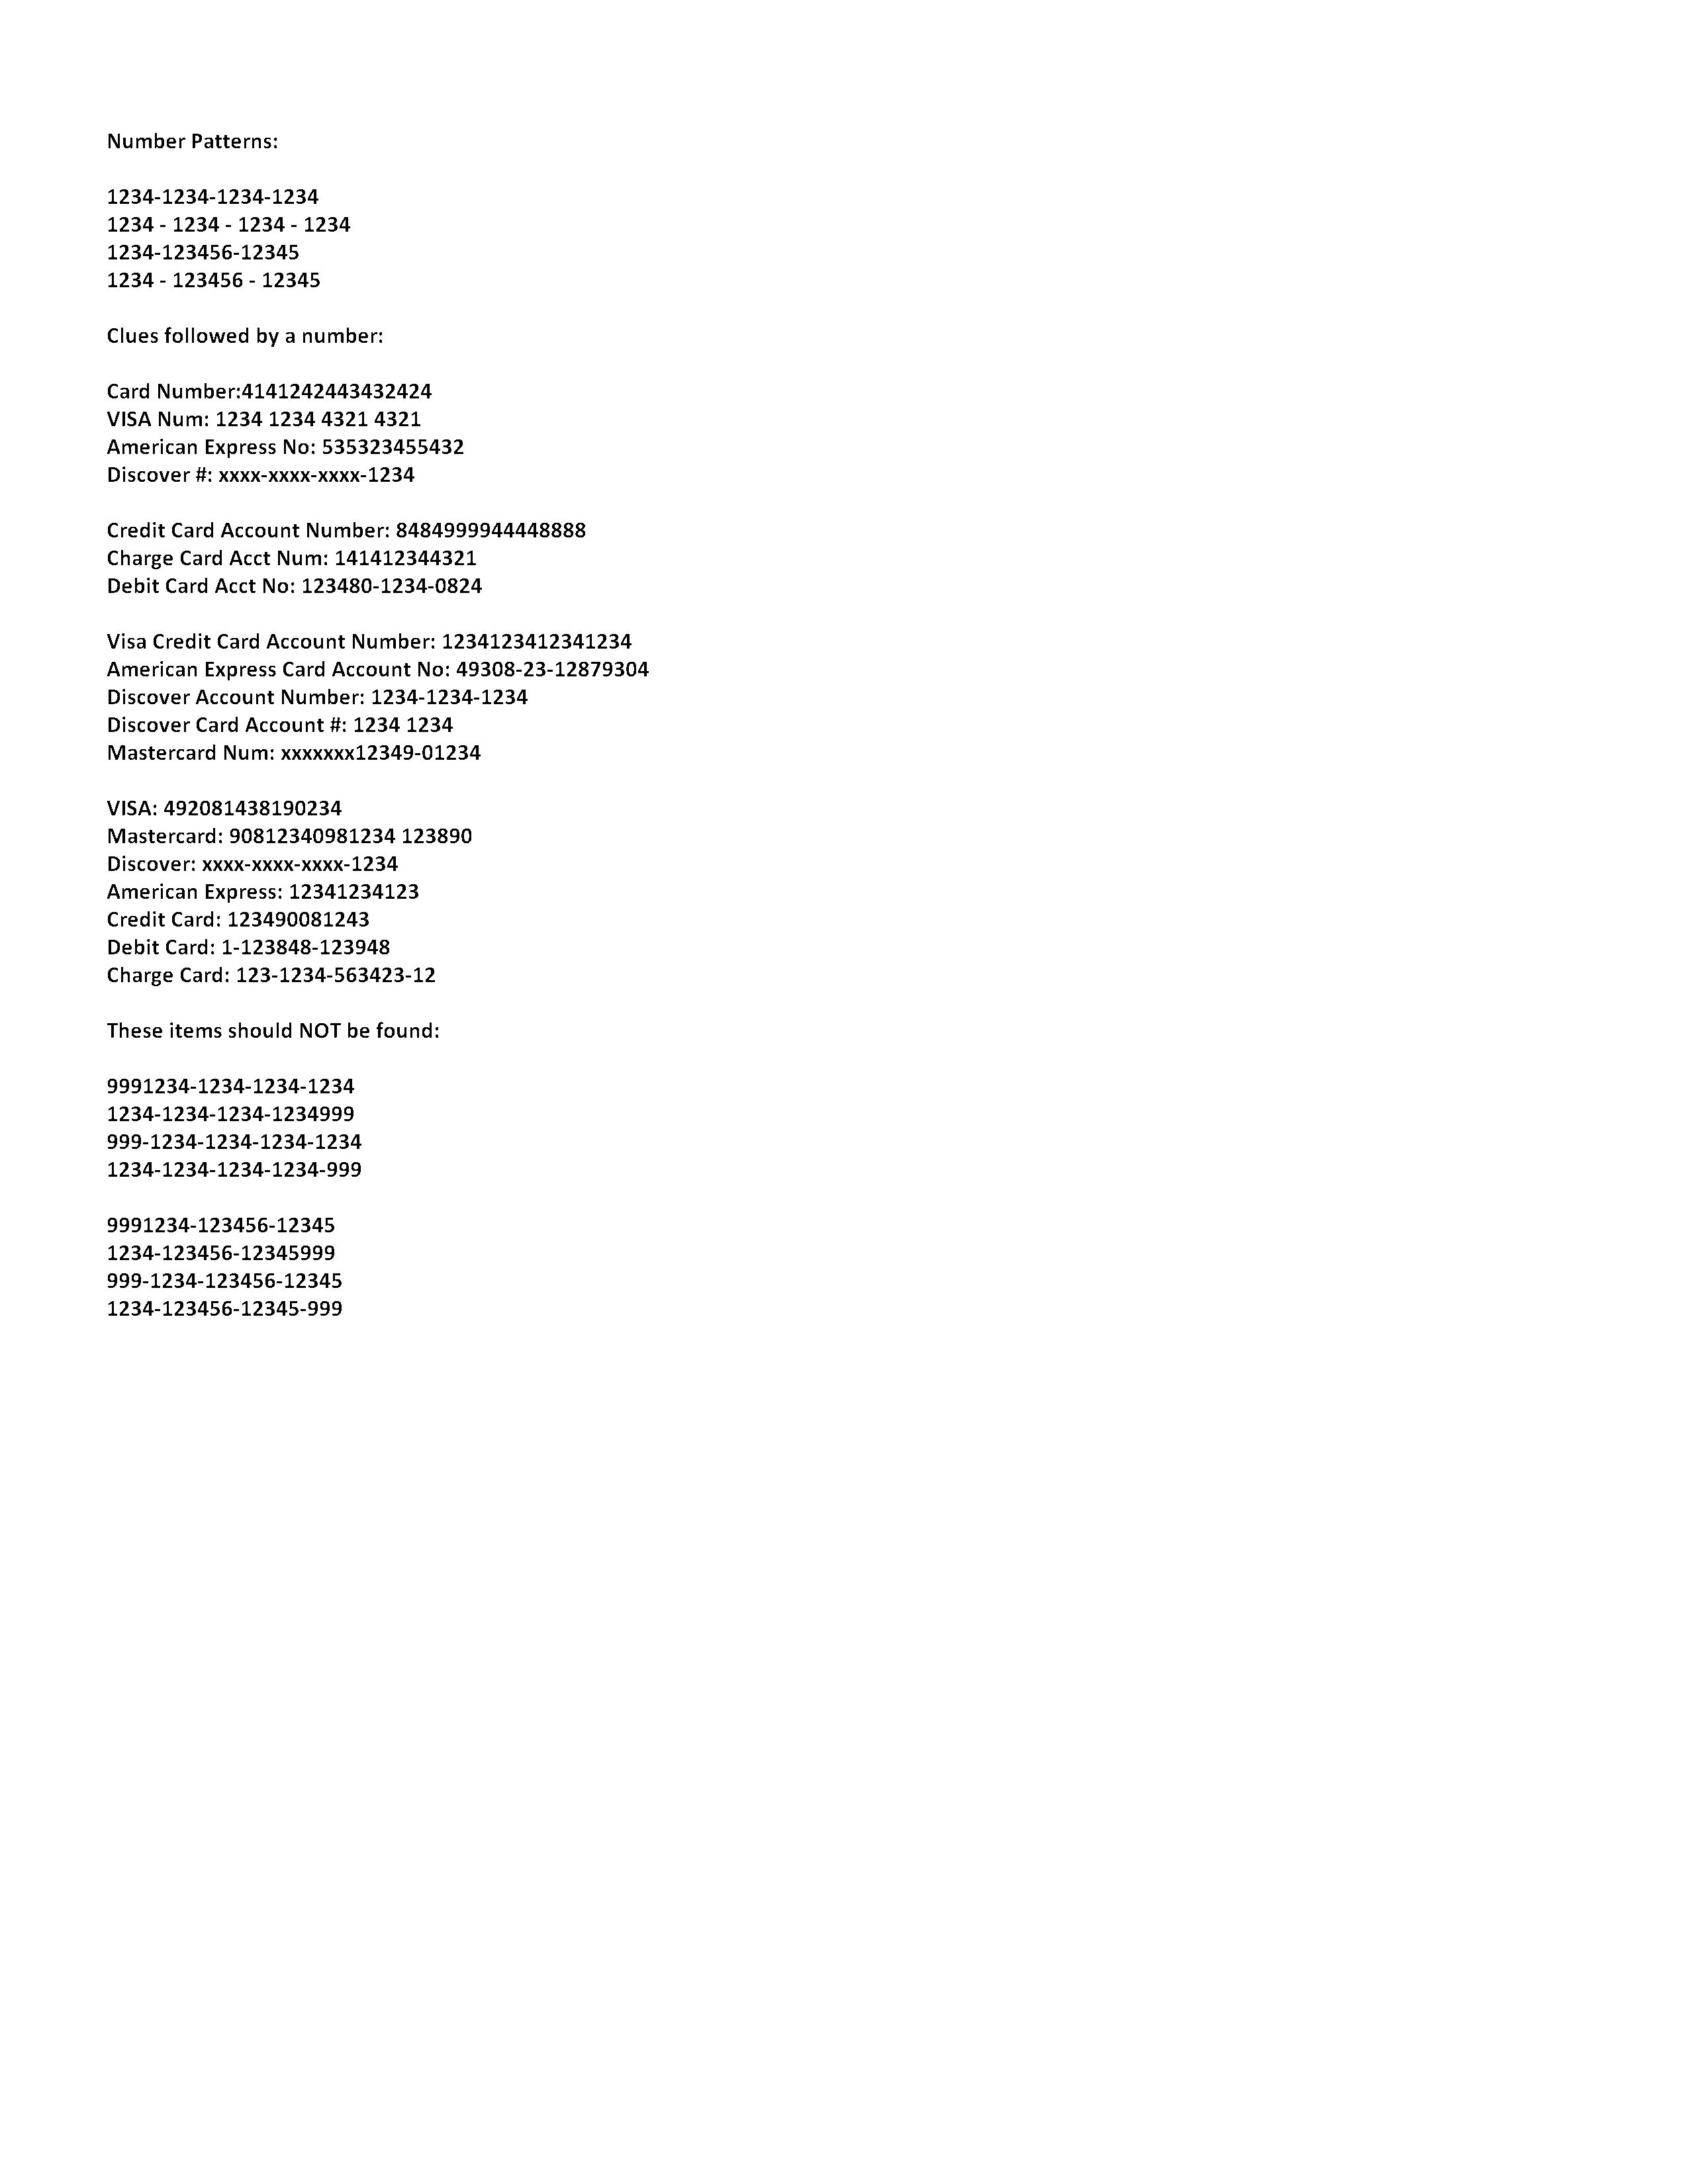 Number Patterns:
1234-1234-1234-1234
1234 - 1234 - 1234 - 1234
1234-123456-12345
1234 - 123456 - 12345
Clues followed by a number:
Card Number:4141242443432424
VISA Num: 1234 1234 4321 4321
American Express No: 535323455432
Discover #: xxxx-xxxx-xxxx-1234
Credit Card Account Number: 8484999944448888
Charge Card Acct Num: 141412344321
Debit Card Acct No: 123480-1234-0824
Visa Credit Card Account Number: 1234123412341234
American Express Card Account No: 49308-23-12879304
Discover Account Number: 1234-1234-1234
Discover Card Account #: 1234 1234
Mastercard Num: xxxxxxx12349-01234
VISA: 492081438190234
Mastercard: 90812340981234 123890
Discover: xxxx-xxxx-xxxx-1234
American Express: 12341234123
Credit Card: 123490081243
Debit Card: 1-123848-123948
Charge Card: 123-1234-563423-12
These items should NOT be found:
9991234-1234-1234-1234
1234-1234-1234-1234999
999-1234-1234-1234-1234
1234-1234-1234-1234-999
9991234-123456-12345
1234-123456-12345999
999-1234-123456-12345
1234-123456-12345-999